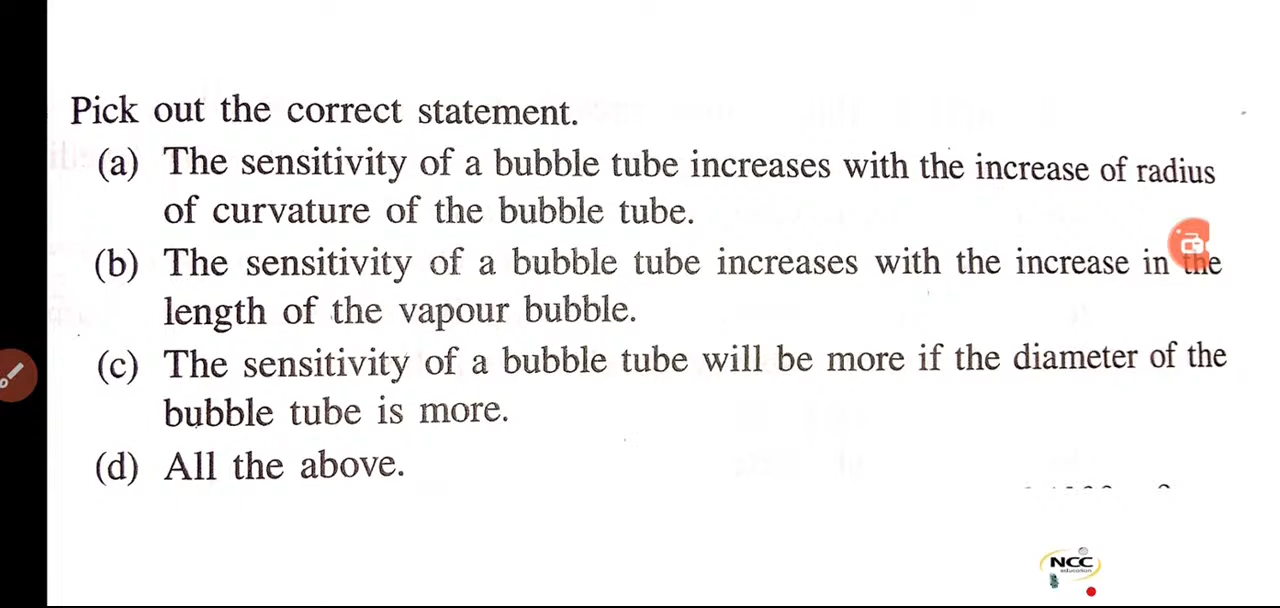 Pick out the correct statement.
(a) The sensitivity of a bubble tube increases with the increase of radius
of curvature of the bubble tube.
(b) The sensitivity of a bubble tube increases with the increase in the
length of the vapour bubble.
(c) The sensitivity of a bubble tube will be more if the diameter of the
bubble tube is more.
(d) All the above.
NCC
education